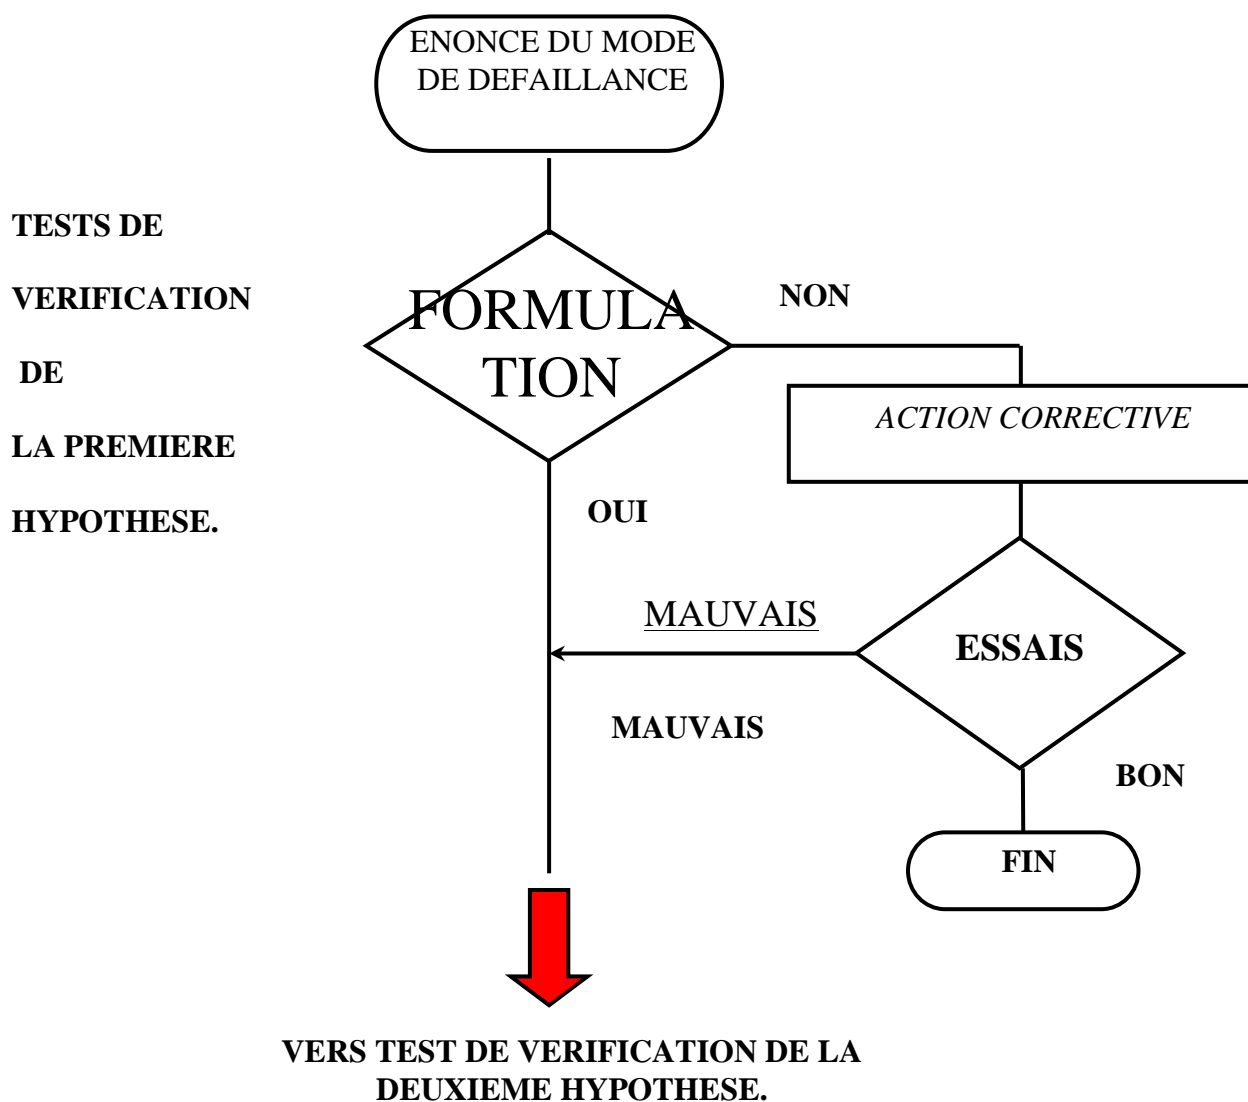 ENONCE DU MODE
DE DEFAILLANCE
TESTS DE
VERIFICATION
DE
LA PREMIERE
HYPOTHESE.
FORMULA
TION
NON
ACTION CORRECTIVE
OUI
MAUVAIS
ESSAIS
MAUVAIS
BON
FIN
VERS TEST DE VERIFICATION DE LA
DEUXIEME HYPOTHESE.